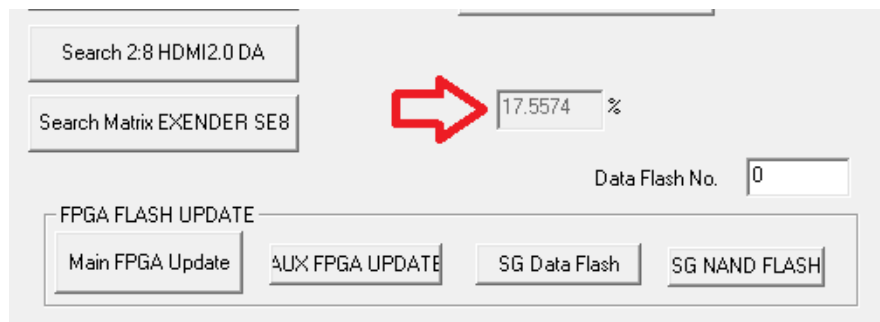 Search 2:8 HDMI2.0 DA
Search Matrix EXENDER SE8
17.5574 %
Data Flash No. 0
FPGA FLASH UPDATE
Main FPGA Update AUX FPGA UPDATE SG Data Flash SG NAND FLASH